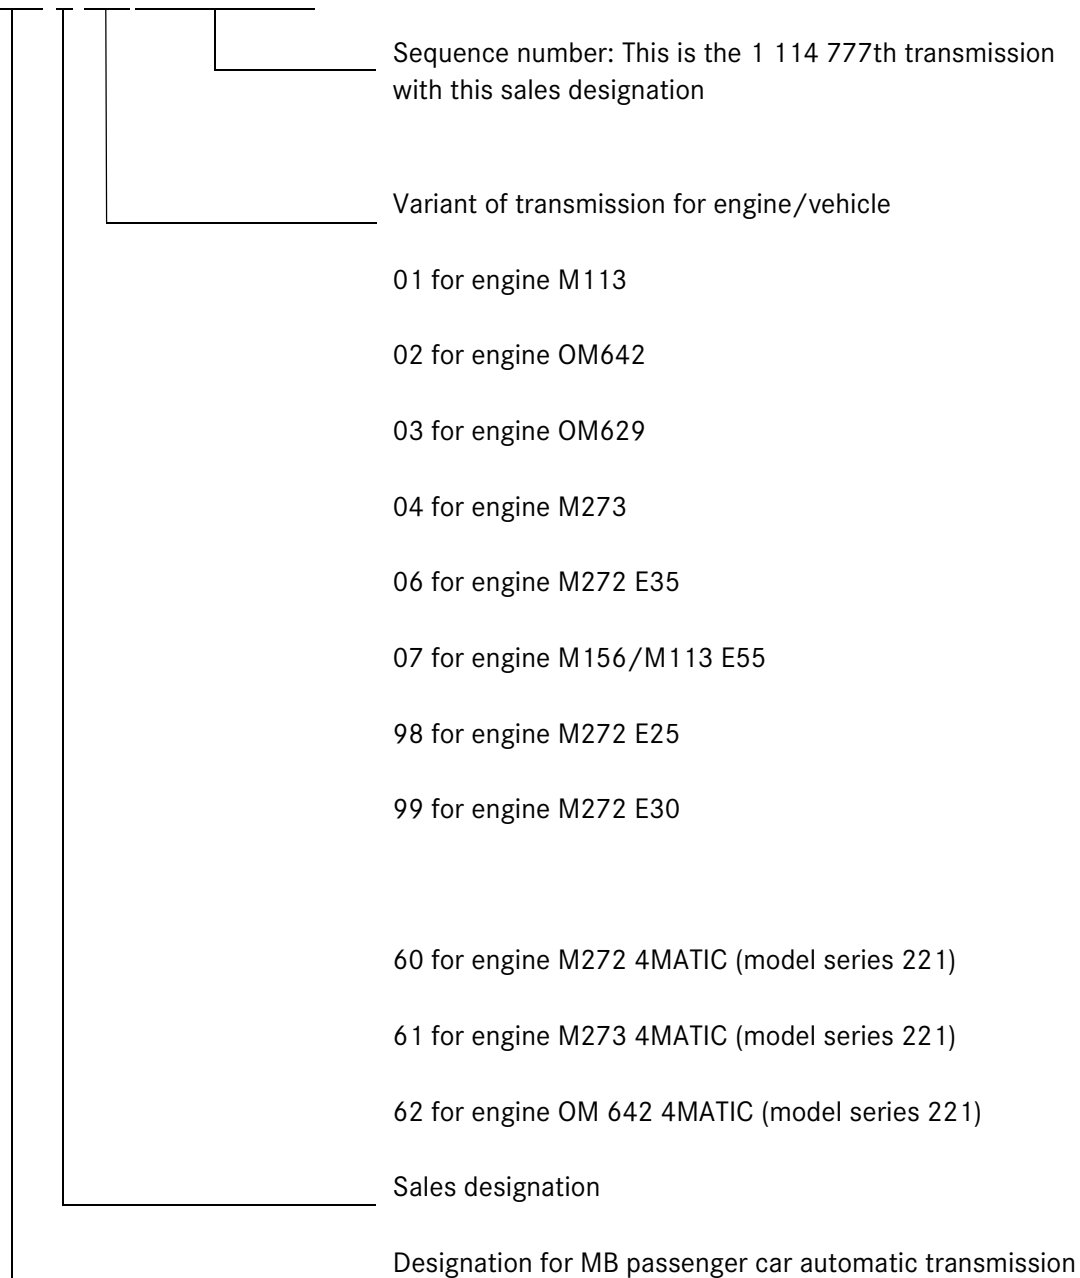 Sequence number: This is the 1 114 777th transmission
with this sales designation
Variant of transmission for engine/vehicle
01 for engine M113
02 for engine OM642
03 for engine OM629
04 for engine M273
06 for engine M272 E35
07 for engine M156/M113 E55
98 for engine M272 E25
99 for engine M272 E30
60 for engine M272 4MATIC (model series 221)
61 for engine M273 4MATIC (model series 221)
62 for engine OM 642 4MATIC (model series 221)
Sales designation
Designation for MB passenger car automatic transmission